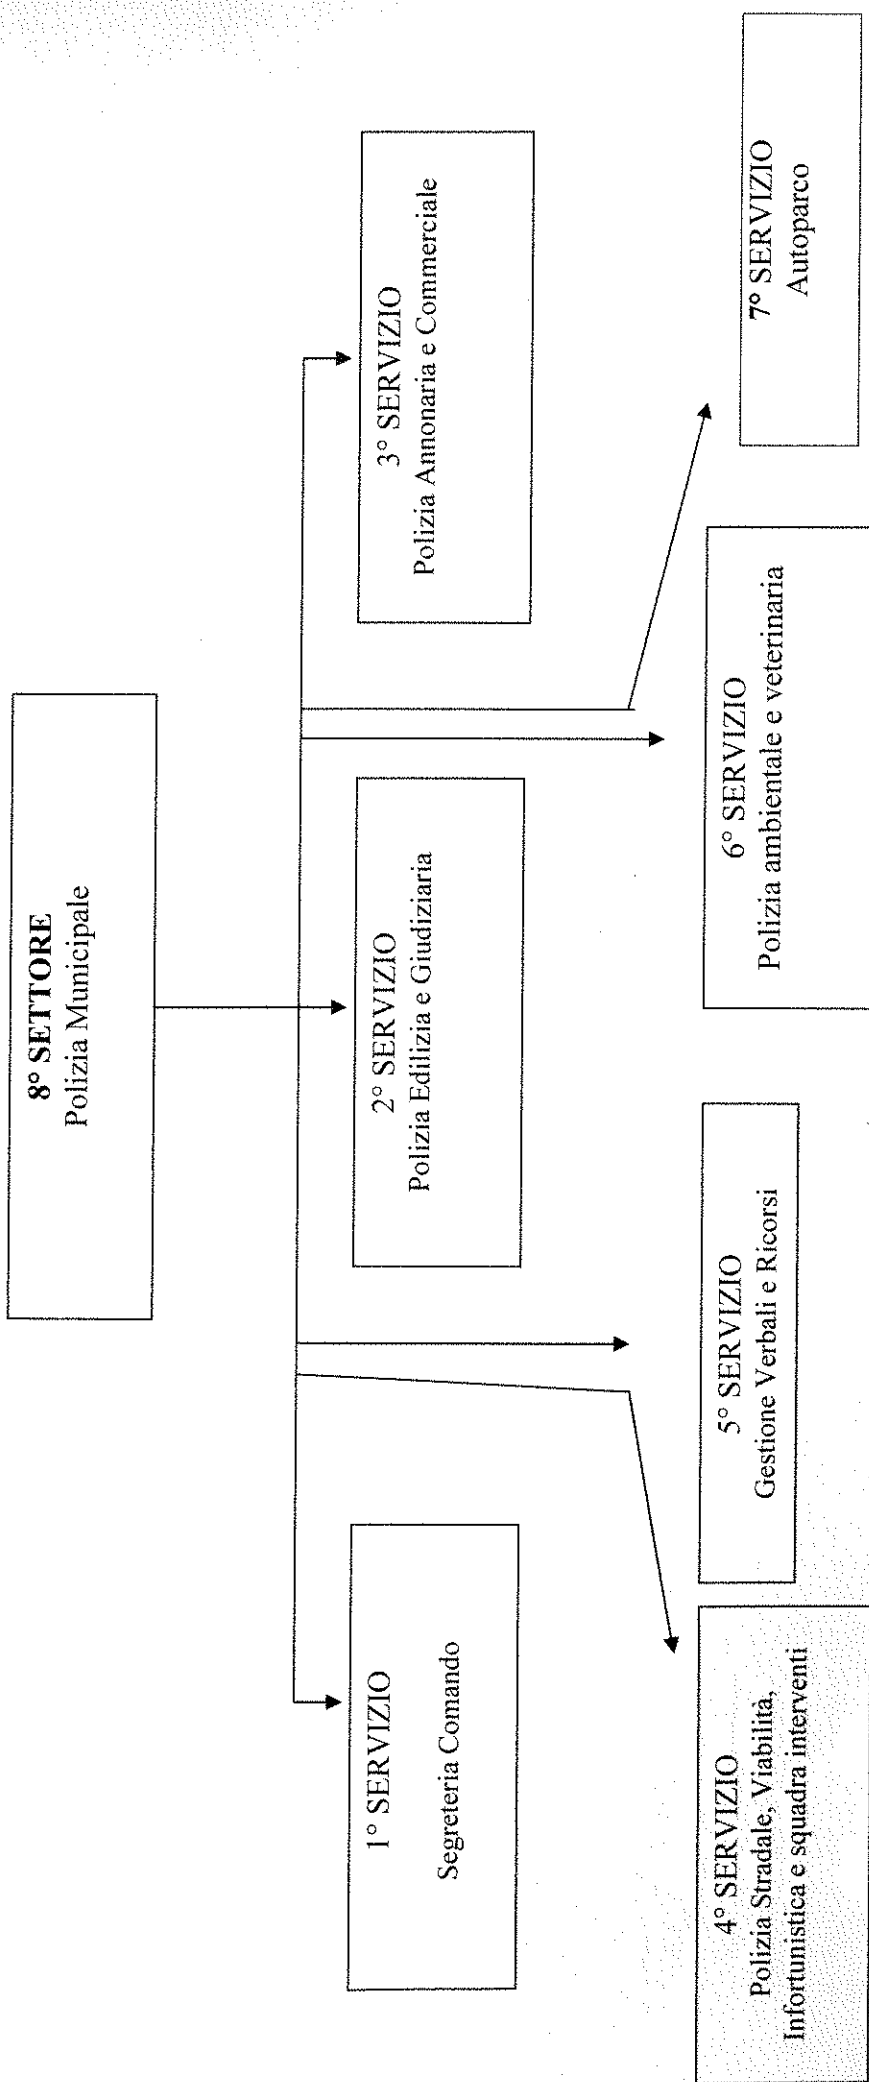 8° SETTORE
Polizia Municipale
1° SERVIZIO
Segreteria Comando
2° SERVIZIO
Polizia Edilizia e Giudiziaria
3° SERVIZIO
Polizia Annonaria e Commerciale
4° SERVIZIO
Polizia Stradale, Viabilità,
Infortunistica e squadra interventi
5° SERVIZIO
Gestione Verbali e Ricorsi
6° SERVIZIO
Polizia ambientale e veterinaria
7° SERVIZIO
Autoparco